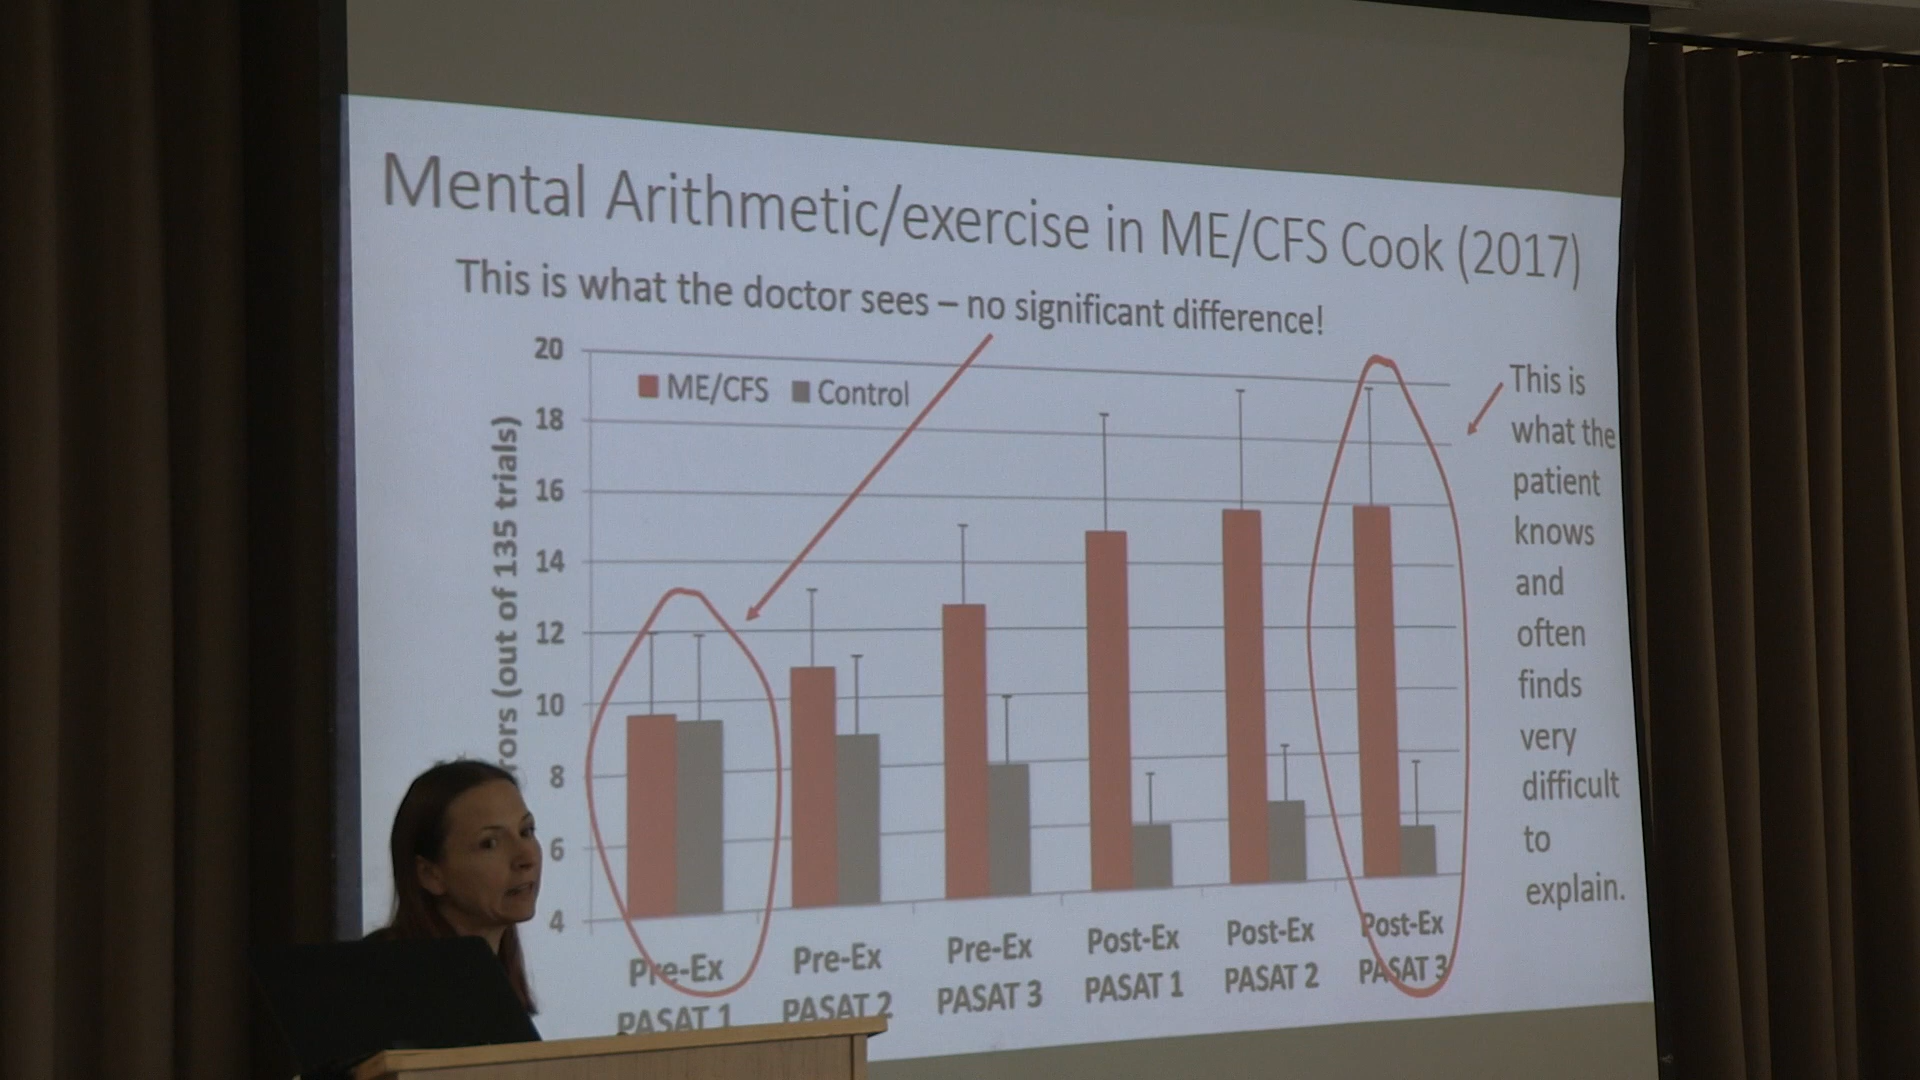 Mental Arithmetic/exercise in ME/CFS Cook (2017)
This is what the doctor sees – no significant difference!
20
ME/CFS Control
18
16
14
12
10
8
6
4
(out of 135 trials)
This is
what the
patient
knows
and
often
finds
very
difficult
to
explain.
Pre-Ex
PASAT 1
Pre-Ex
PASAT 2
Pre-Ex
PASAT 3
Post-Ex
PASAT 1
Post-Ex
PASAT 2
Post-Ex
PASAT 3